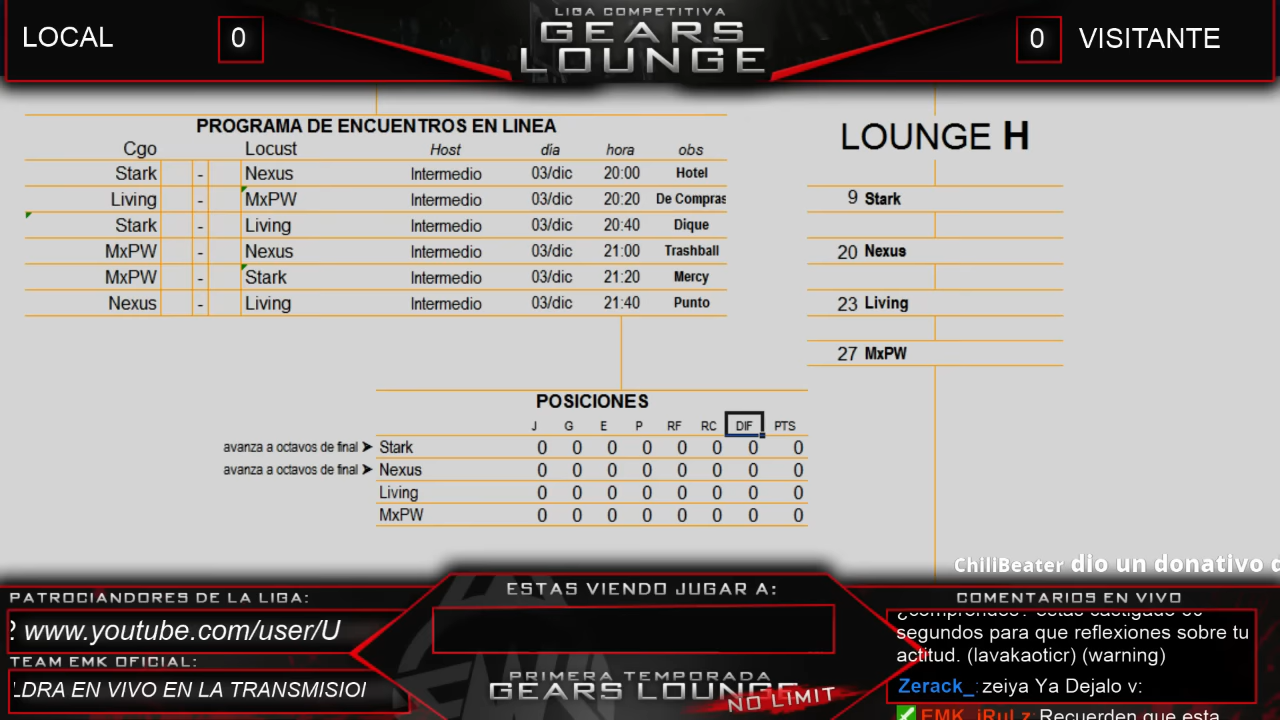 LIGA COMPETITIVA
GEARS
LOUNGE
LOCAL 0
0 VISITANTE
PROGRAMA DE ENCUENTROS EN LINEA
Cgo Locust Host día hora obs
Stark - Nexus Intermedio 03/dic 20:00 Hotel
Living - MxPW Intermedio 03/dic 20:20 De Compras
Stark - Living Intermedio 03/dic 20:40 Dique
MxPW - Nexus Intermedio 03/dic 21:00 Trashball
MxPW - Stark Intermedio 03/dic 21:20 Mercy
Nexus - Living Intermedio 03/dic 21:40 Punto
LOUNGE H
9 Stark
20 Nexus
23 Living
27 MxPW
POSICIONES
J G E P RF RC DIF PTS
avanza a octavos de final ➤ Stark 0 0 0 0 0 0 0 0
avanza a octavos de final ➤ Nexus 0 0 0 0 0 0 0 0
Living 0 0 0 0 0 0 0 0
MxPW 0 0 0 0 0 0 0 0
ChiliBeater dio un donativo
PATROCIANDORES DE LA LIGA:
www.youtube.com/user/U
TEAM EMK OFICIAL:
LDRA EN VIVO EN LA TRANSMISIO
ESTAS VIENDO JUGAR A:
PRIMERA TEMPORADA
GEARS LOUNGE
NO LIMIT
COMENTARIOS EN VIVO
segundos para que reflexiones sobre tu
actitud. (lavakaoticr) (warning)
Zerack_: zeiya Ya Dejalo v:
EMK_iRuLz: Recuerden que esta